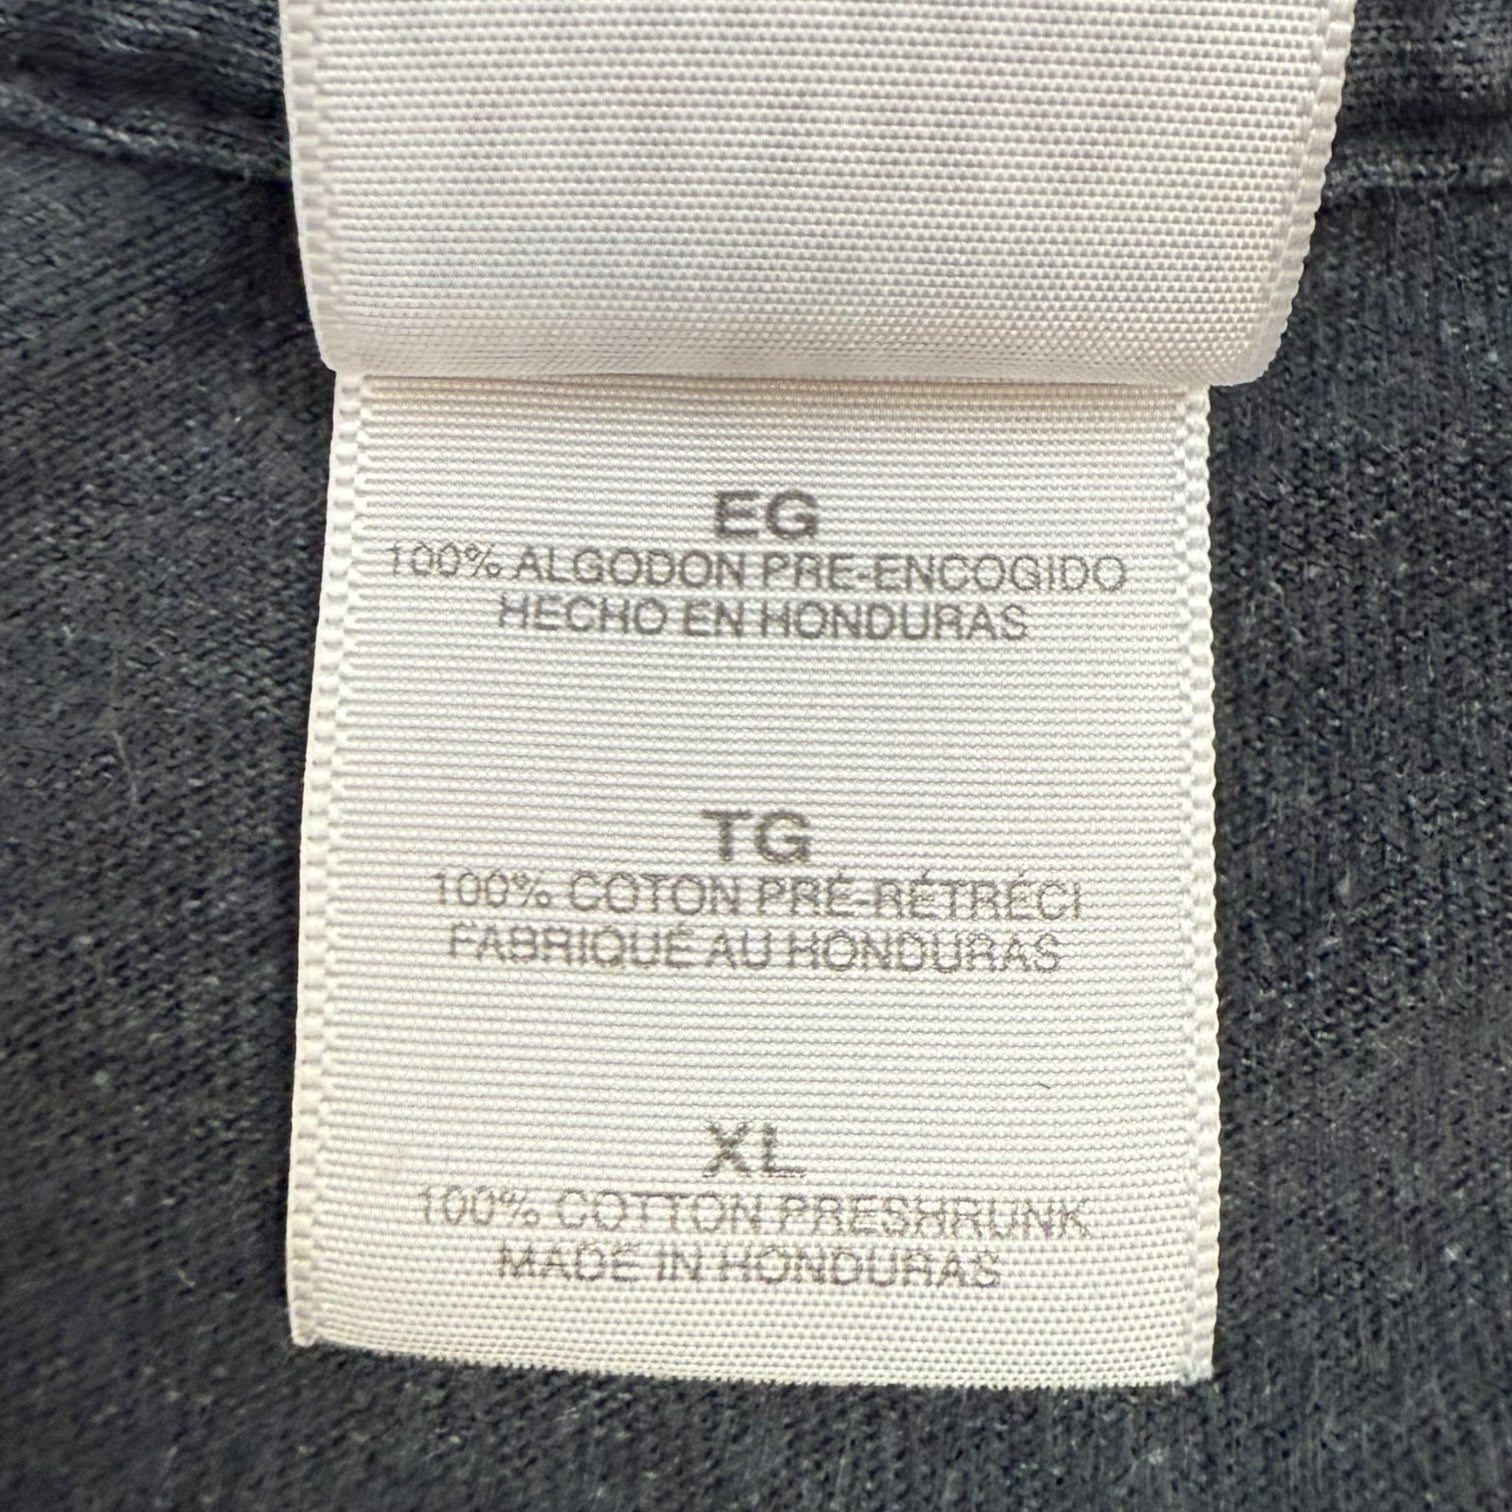 EG
100% ALGODON PRE-ENCOGIDO
HECHO EN HONDURAS
TG
100% COTON PRÉ-RÉTRÉCI
FABRIQUÉ AU HONDURAS
XL
100% COTTON PRESHRUNK
MADE IN HONDURAS